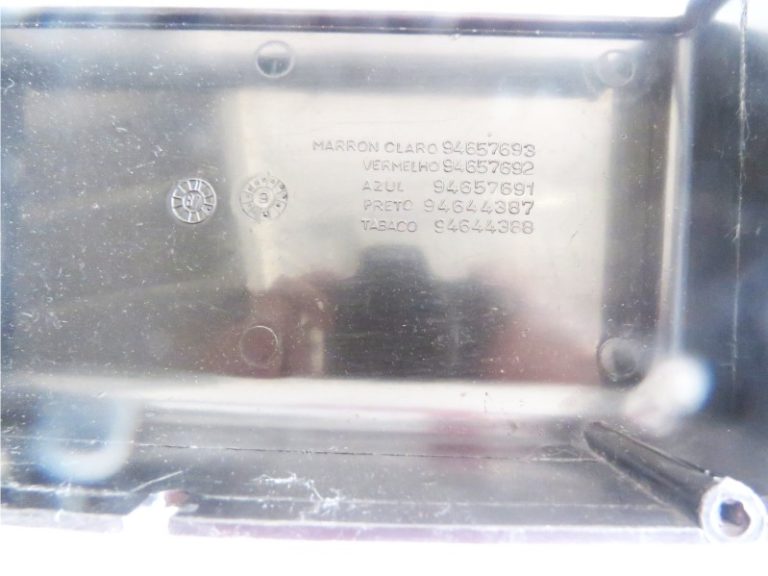 MARRON CLARO 94657693
VERMELHO 94657692
AZUL 94657691
PRETO 94644387
TABACO 94644388